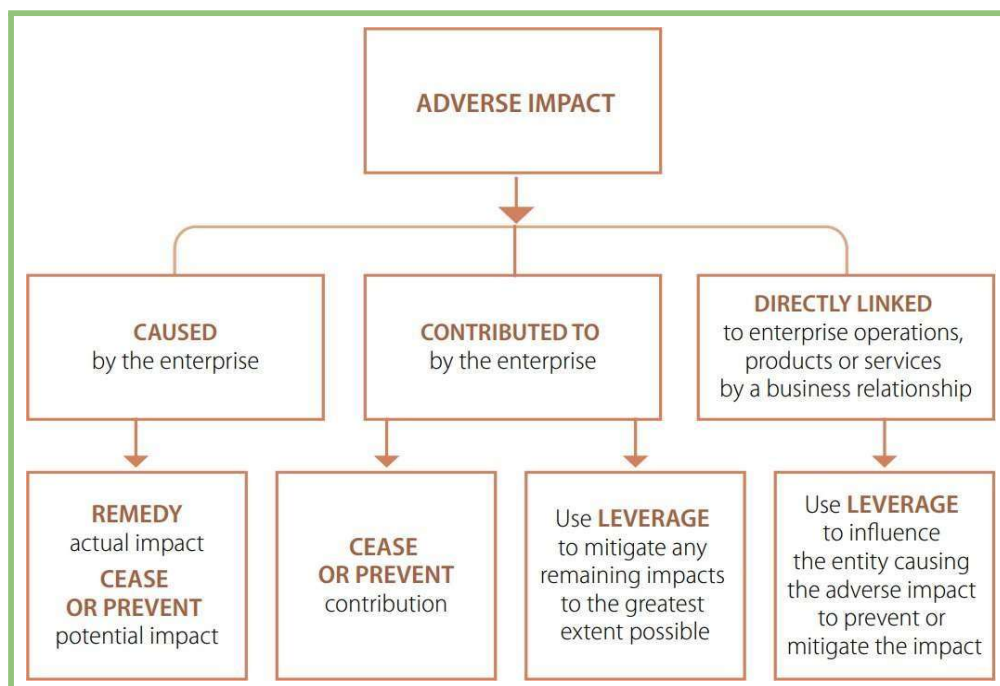 ADVERSE IMPACT
CAUSED
by the enterprise
CONTRIBUTED TO
by the enterprise
DIRECTLY LINKED
to enterprise operations,
products or services
by a business relationship
REMEDY
actual impact
CEASE
OR PREVENT
potential impact
CEASE
OR PREVENT
contribution
Use LEVERAGE
to mitigate any
remaining impacts
to the greatest
extent possible
Use LEVERAGE
to influence
the entity causing
the adverse impact
to prevent or
mitigate the impact